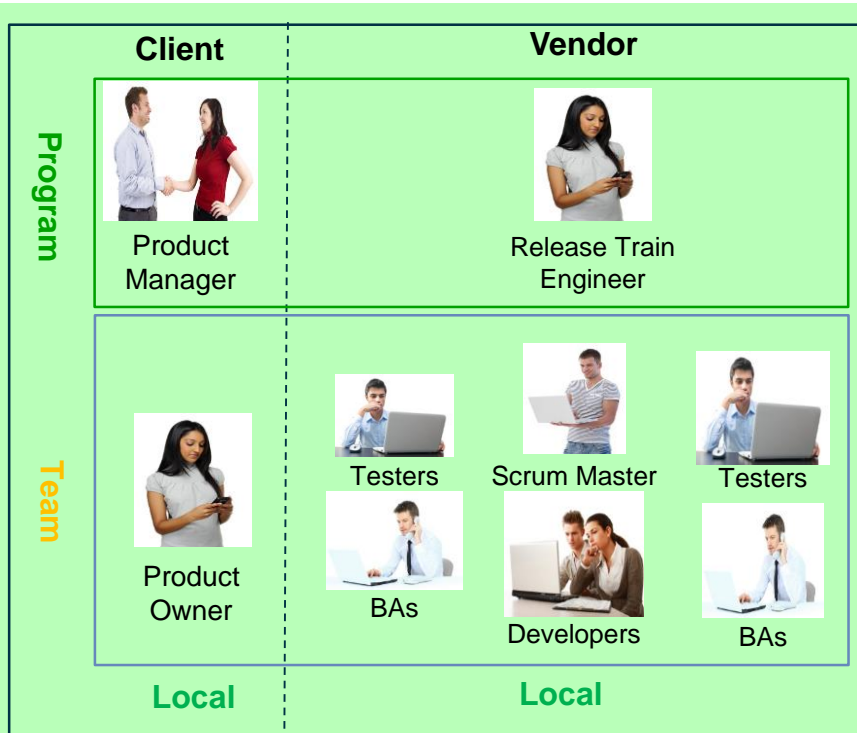 Client
Vendor
Program
Product
Manager
Release Train
Engineer
Team
Testers
Scrum Master
Testers
Product
Owner
BAs
Developers
BAs
Local
Local